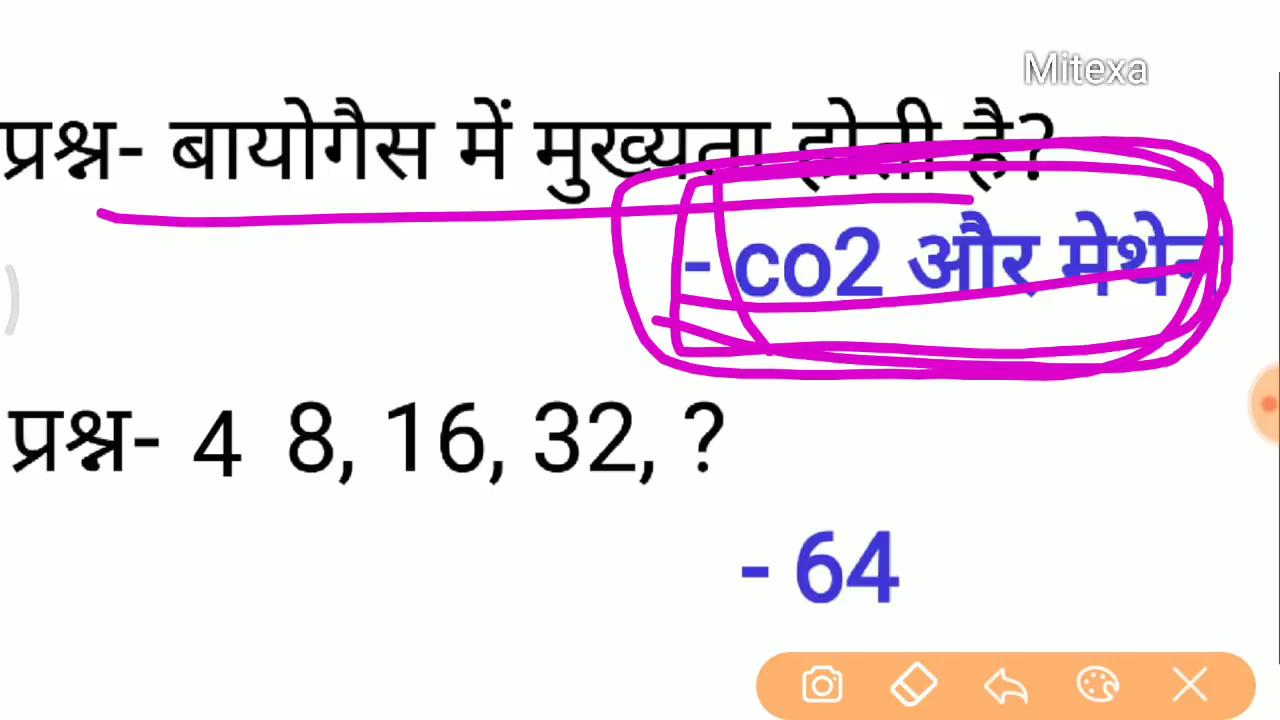 Mitexa
प्रश्न- बायोगैस में मुख्यता होती है?
- co2 और मेथेन
प्रश्न- 4 8, 16, 32, ?
- 64